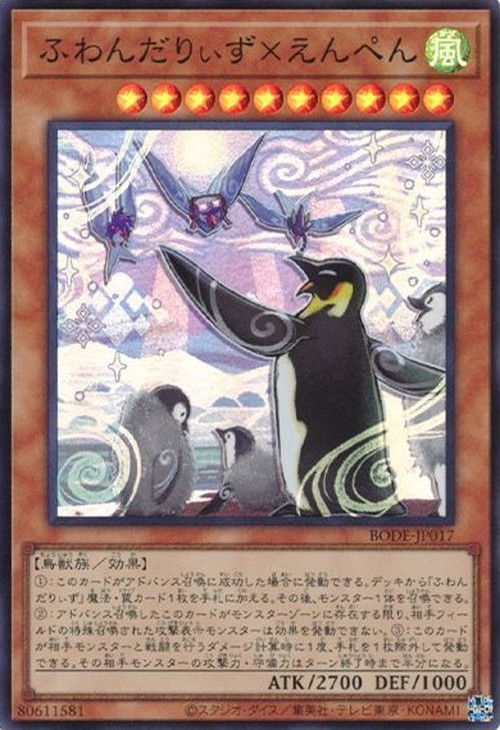 ふわんだりぃず×えんぺん
嵐
BODE-JP017
【鳥獣族／効果】
①：このカードがアドバンス召喚に成功した場合に発動できる。デッキから「ふわん
だりぃず」魔法・罠カード1枚を手札に加える。その後、モンスター1体を召喚できる。
②：アドバンス召喚したこのカードがモンスターゾーンに存在する限り、相手フィー
ルドの特殊召喚された攻撃表示モンスターは効果を発動できない。③：このカード
が相手モンスターと戦闘を行うダメージ計算時に1度、手札を1枚除外して発動
できる。その相手モンスターの攻撃力・守備力はターン終了時まで半分になる。
ATK/2700 DEF/1000
80611581
©スタジオ・ダイス／集英社・テレビ東京・KONAMI